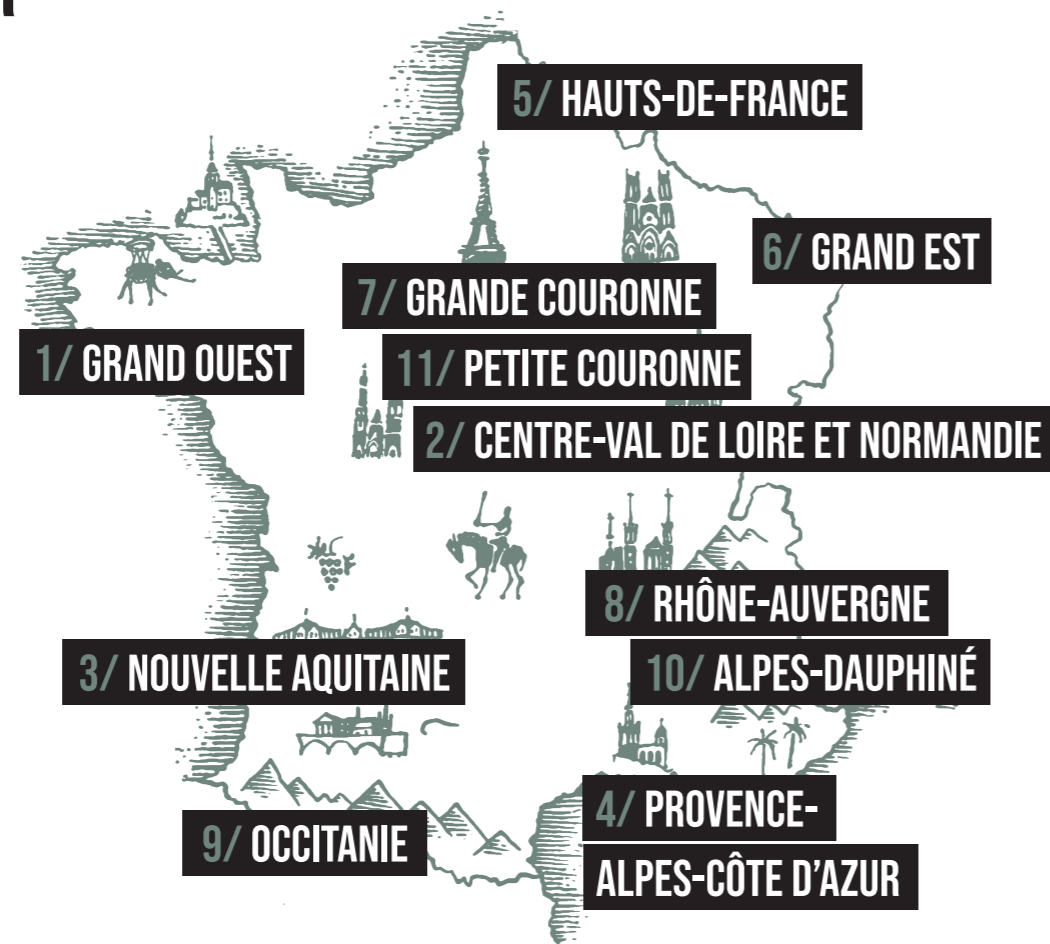 5/ HAUTS-DE-FRANCE
6/ GRAND EST
7/ GRANDE COURONNE
1/ GRAND OUEST
11/ PETITE COURONNE
2/ CENTRE-VAL DE LOIRE ET NORMANDIE
8/ RHÔNE-AUVERGNE
3/ NOUVELLE AQUITAINE
10/ ALPES-DAUPHINÉ
4/ PROVENCE-
ALPES-CÔTE D’AZUR
9/ OCCITANIE